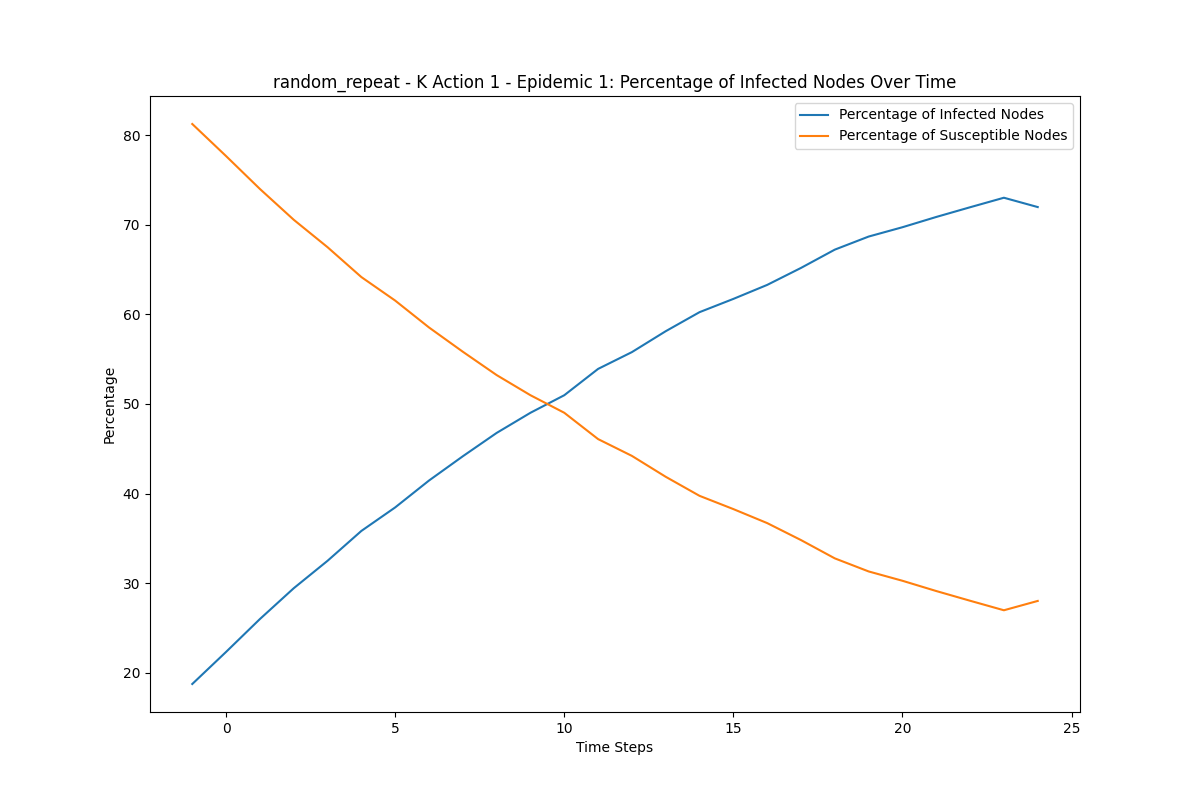 random_repeat - K Action 1 - Epidemic 1: Percentage of Infected Nodes Over Time
Percentage of Infected Nodes
Percentage of Susceptible Nodes
Percentage
80
70
60
50
40
30
20
0
5
10
15
20
25
Time Steps